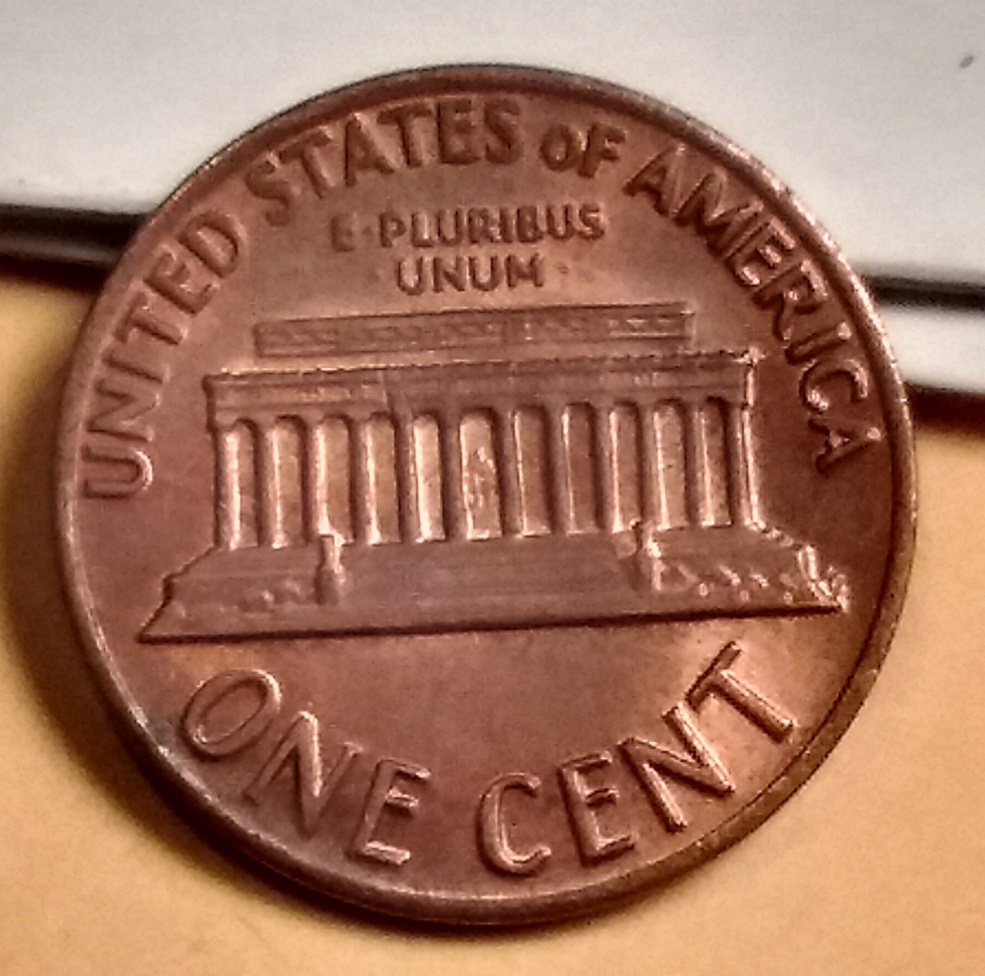 UNITED STATES OF AMERICA
E·PLURIBUS
UNUM
ONE CENT